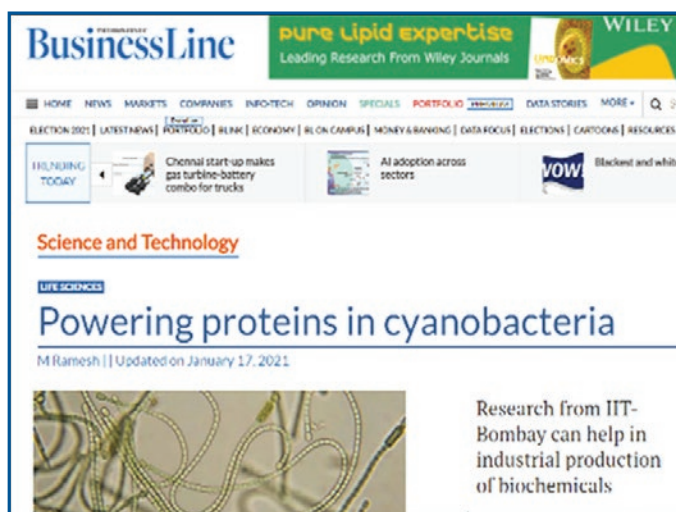 BusinessLine
pure Lipid Expertise
Leading Research From Wiley Journals
WILEY
HOME NEWS MARKETS COMPANIES INFO-TECH OPINION SPECIALS PORTFOLIO DATA STORIES MORE
ELECTION 2021 | LATEST NEWS | PORTFOLIO | BLINK | ECONOMY | BL ON CAMPUS | MONEY & BANKING | DATA FOCUS | ELECTIONS | CARTOONS | RESOURCES
TRENDING
TODAY
Chennai start-up makes
gas turbine-battery
combo for trucks
AI adoption across
sectors
VOW!
Blackest and white
Science and Technology
LIFE SCIENCES
Powering proteins in cyanobacteria
M Ramesh || Updated on January 17, 2021
Research from IIT-
Bombay can help in
industrial production
of biochemicals